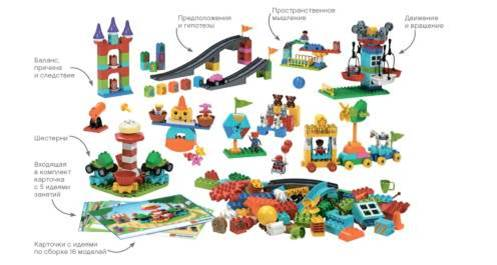 Предположения
и гипотезы
Пространственное
мышление
Движение
и вращение
Баланс,
причина
и следствие
Шестерни
Входящая
в комплект
карточка
с 5 идеями
занятий
Карточки с идеями
по сборке 16 моделей